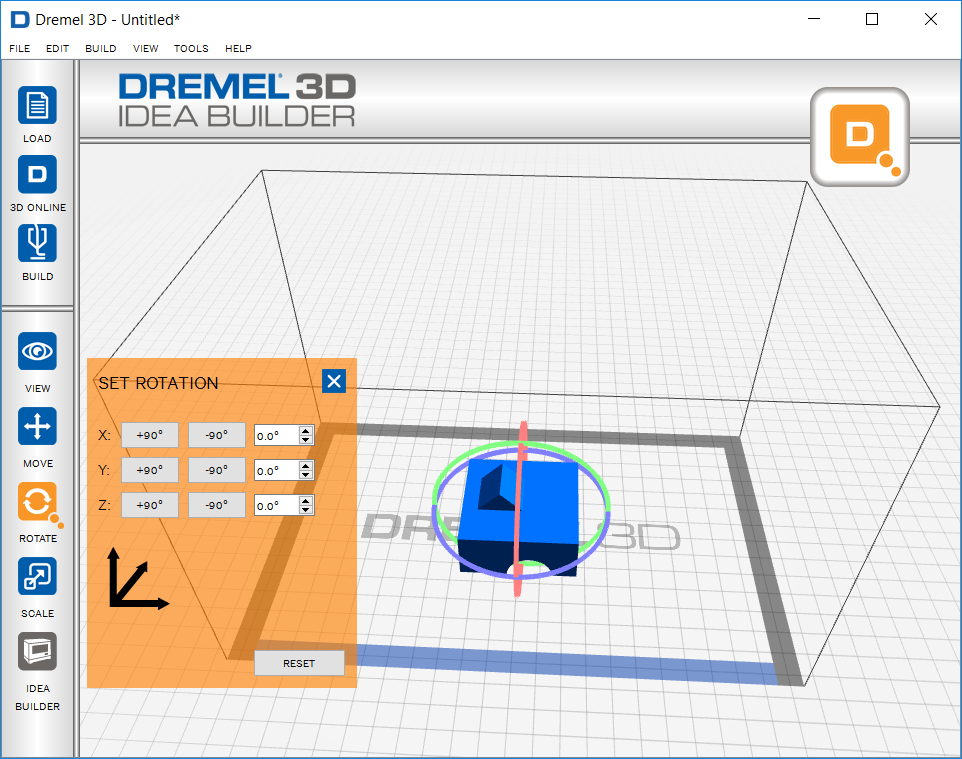 D Dremel 3D - Untitled*
FILE EDIT BUILD VIEW TOOLS HELP
DREMEL 3D
IDEA BUILDER
D
LOAD
D
3D ONLINE
BUILD
VIEW
MOVE
ROTATE
SCALE
IDEA
BUILDER
SET ROTATION
X: +90° -90° 0.0°
Y: +90° -90° 0.0°
Z: +90° -90° 0.0°
RESET
DRE 3D